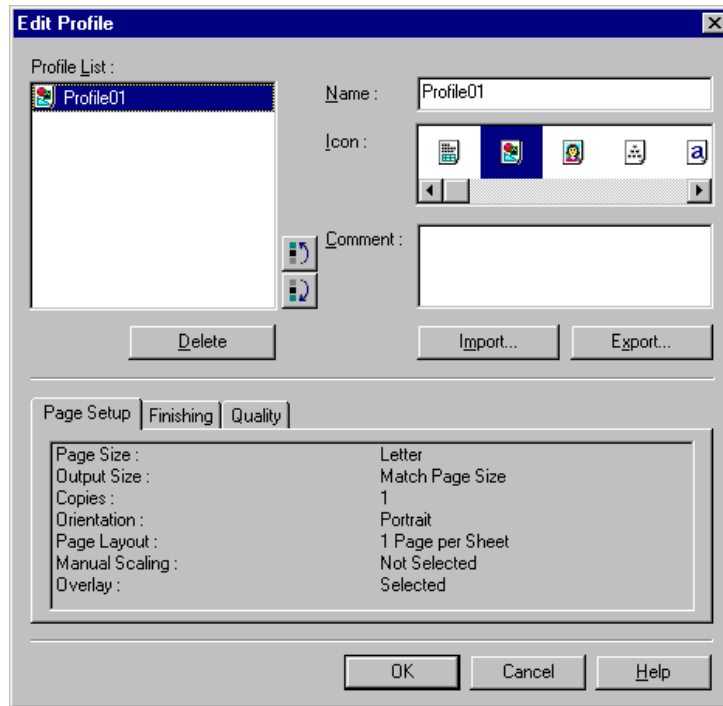 Edit Profile
Profile List :
Profile01
Name :
Profile01
Icon :
a
Comment :
Delete
Import...
Export...
Page Setup
Finishing
Quality
Page Size : Letter
Output Size : Match Page Size
Copies : 1
Orientation : Portrait
Page Layout : 1 Page per Sheet
Manual Scaling : Not Selected
Overlay : Selected
OK
Cancel
Help